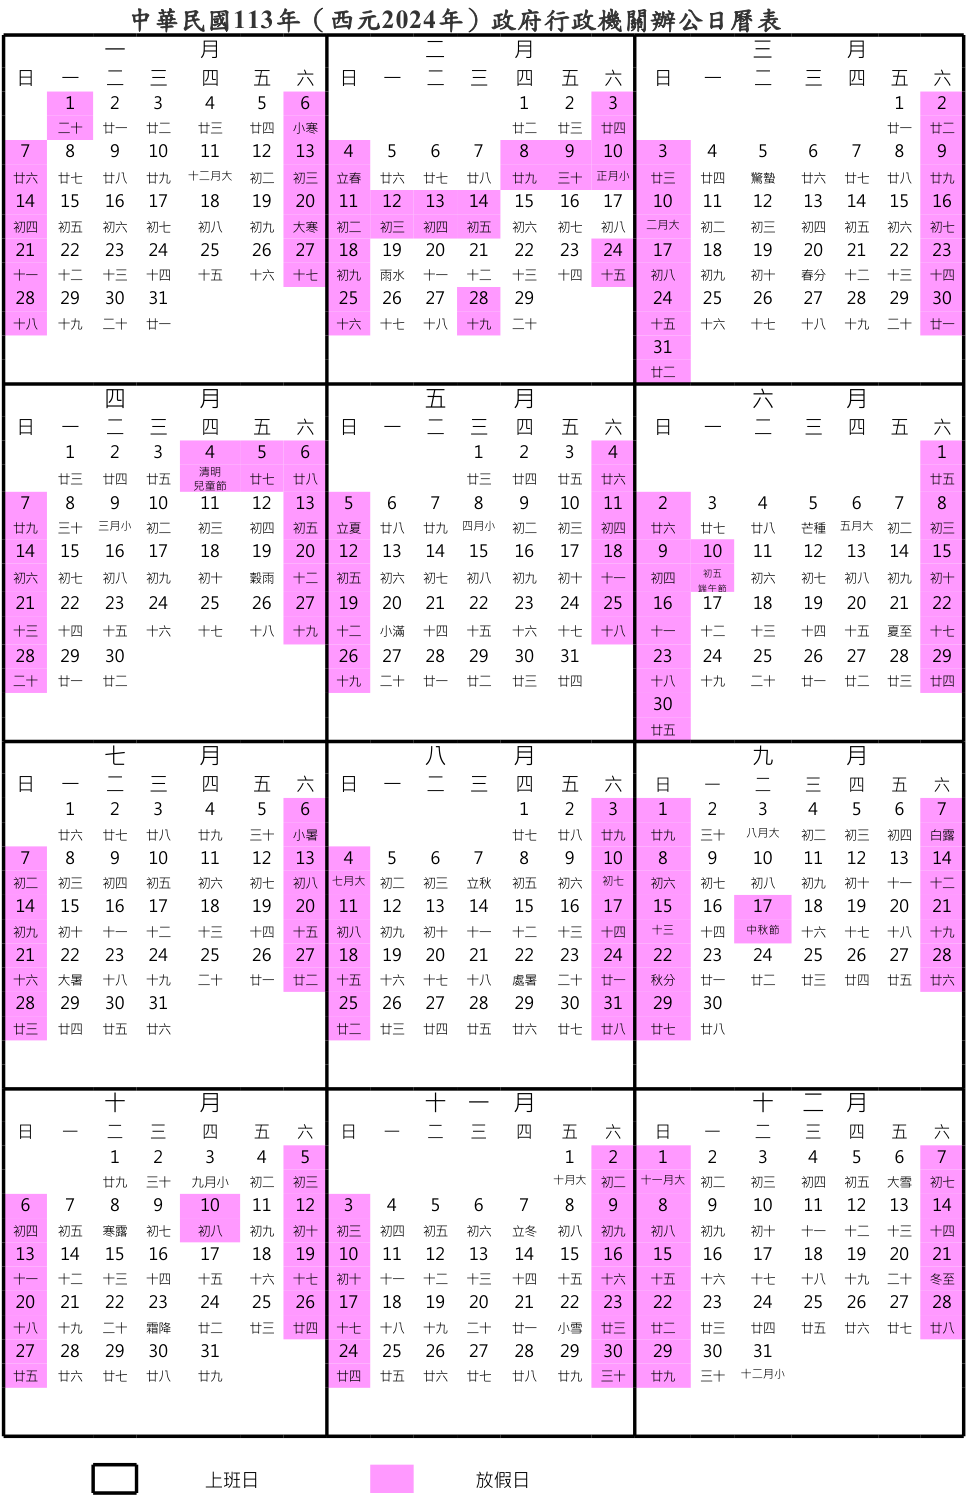 中華民國113年（西元2024年）政府行政機關辦公日曆表
一 月
日 一 二 三 四 五 六
1 2 3 4 5 6
二十 廿一 廿二 廿三 廿四 小寒
7 8 9 10 11 12 13
廿六 廿七 廿八 廿九 十二月大 初二 初三
14 15 16 17 18 19 20
初四 初五 初六 初七 初八 初九 大寒
21 22 23 24 25 26 27
十一 十二 十三 十四 十五 十六 十七
28 29 30 31
十八 十九 二十 廿一
二 月
日 一 二 三 四 五 六
1 2 3
廿二 廿三 廿四
4 5 6 7 8 9 10
立春 廿六 廿七 廿八 廿九 三十 正月小
11 12 13 14 15 16 17
初二 初三 初四 初五 初六 初七 初八
18 19 20 21 22 23 24
初九 雨水 十一 十二 十三 十四 十五
25 26 27 28 29
十六 十七 十八 十九 二十
三 月
日 一 二 三 四 五 六
1 2
廿一 廿二
3 4 5 6 7 8 9
廿三 廿四 驚蟄 廿六 廿七 廿八 廿九
10 11 12 13 14 15 16
二月大 初二 初三 初四 初五 初六 初七
17 18 19 20 21 22 23
初八 初九 初十 春分 十二 十三 十四
24 25 26 27 28 29 30
十五 十六 十七 十八 十九 二十 廿一
31
廿二
四 月
日 一 二 三 四 五 六
1 2 3 4 5 6
廿三 廿四 廿五 清明 兒童節 廿七 廿八
7 8 9 10 11 12 13
廿九 三十 三月小 初二 初三 初四 初五
14 15 16 17 18 19 20
初六 初七 初八 初九 初十 穀雨 十二
21 22 23 24 25 26 27
十三 十四 十五 十六 十七 十八 十九
28 29 30
二十 廿一 廿二
五 月
日 一 二 三 四 五 六
1 2 3 4
廿三 廿四 廿五 廿六
5 6 7 8 9 10 11
立夏 廿八 廿九 四月小 初二 初三 初四
12 13 14 15 16 17 18
初五 初六 初七 初八 初九 初十 十一
19 20 21 22 23 24 25
十二 小滿 十四 十五 十六 十七 十八
26 27 28 29 30 31
十九 二十 廿一 廿二 廿三 廿四
六 月
日 一 二 三 四 五 六
1
廿五
2 3 4 5 6 7 8
廿六 廿七 廿八 芒種 五月大 初二 初三
9 10 11 12 13 14 15
初四 初五 端午節 初六 初七 初八 初九 初十
16 17 18 19 20 21 22
十一 十二 十三 十四 十五 夏至 十七
23 24 25 26 27 28 29
十八 十九 二十 廿一 廿二 廿三 廿四
30
廿五
七 月
日 一 二 三 四 五 六
1 2 3 4 5 6
廿六 廿七 廿八 廿九 三十 小暑
7 8 9 10 11 12 13
初二 初三 初四 初五 初六 初七 初八
14 15 16 17 18 19 20
初九 初十 十一 十二 十三 十四 十五
21 22 23 24 25 26 27
十六 大暑 十八 十九 二十 廿一 廿二
28 29 30 31
廿三 廿四 廿五 廿六
八 月
日 一 二 三 四 五 六
1 2 3
廿七 廿八 廿九
4 5 6 7 8 9 10
七月大 初二 初三 立秋 初五 初六 初七
11 12 13 14 15 16 17
初八 初九 初十 十一 十二 十三 十四
18 19 20 21 22 23 24
十五 十六 十七 十八 處暑 二十 廿一
25 26 27 28 29 30 31
廿二 廿三 廿四 廿五 廿六 廿七 廿八
九 月
日 一 二 三 四 五 六
1 2 3 4 5 6 7
廿九 三十 八月大 初二 初三 初四 白露
8 9 10 11 12 13 14
初六 初七 初八 初九 初十 十一 十二
15 16 17 18 19 20 21
十三 十四 中秋節 十六 十七 十八 十九
22 23 24 25 26 27 28
秋分 廿一 廿二 廿三 廿四 廿五 廿六
29 30
廿七 廿八
十 月
日 一 二 三 四 五 六
1 2 3 4 5
廿九 三十 九月小 初二 初三
6 7 8 9 10 11 12
初四 初五 寒露 初七 初八 初九 初十
13 14 15 16 17 18 19
十一 十二 十三 十四 十五 十六 十七
20 21 22 23 24 25 26
十八 十九 二十 霜降 廿二 廿三 廿四
27 28 29 30 31
廿五 廿六 廿七 廿八 廿九
十 一 月
日 一 二 三 四 五 六
1 2
十月大 初二
3 4 5 6 7 8 9
初三 初四 初五 初六 立冬 初八 初九
10 11 12 13 14 15 16
初十 十一 十二 十三 十四 十五 十六
17 18 19 20 21 22 23
十七 十八 十九 二十 廿一 小雪 廿三
24 25 26 27 28 29 30
廿四 廿五 廿六 廿七 廿八 廿九 三十
十 二 月
日 一 二 三 四 五 六
1 2 3 4 5 6 7
十一月大 初二 初三 初四 初五 大雪 初七
8 9 10 11 12 13 14
初八 初九 初十 十一 十二 十三 十四
15 16 17 18 19 20 21
十五 十六 十七 十八 十九 二十 冬至
22 23 24 25 26 27 28
廿二 廿三 廿四 廿五 廿六 廿七 廿八
29 30 31
廿九 三十 十二月小
上班日 放假日